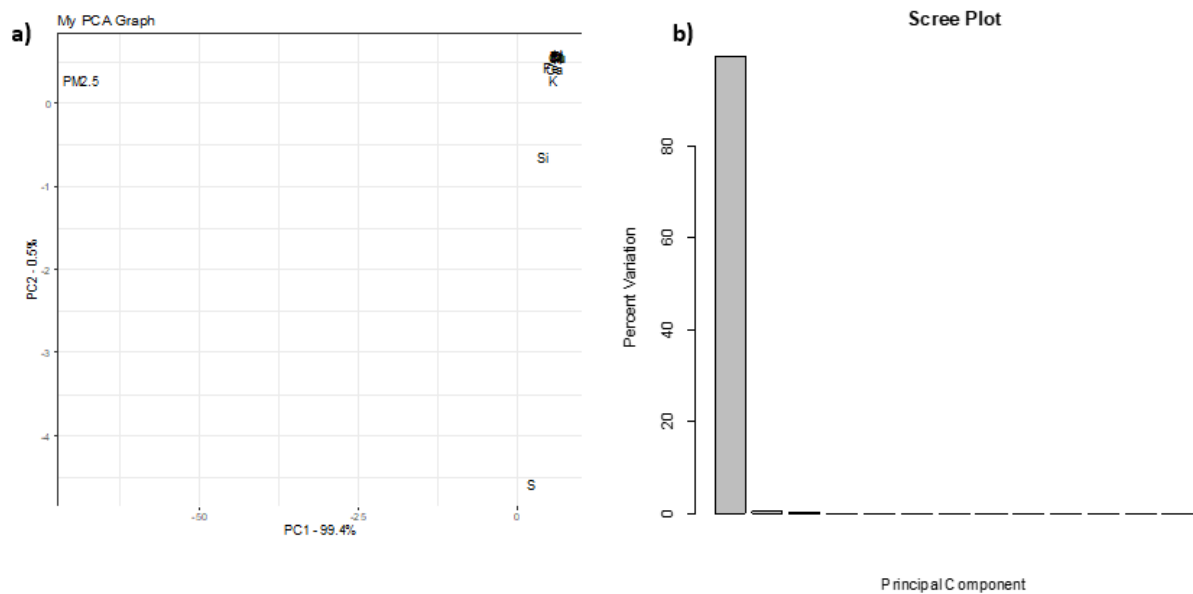 a)
My PCA Graph
PM2.5
K
Si
S
0
-1
-2
-3
-4
PC2 - 0.5%
-50
-25
0
PC1 - 99.4%
b)
Scree Plot
80
60
40
20
0
Percent Variation
Principal Component